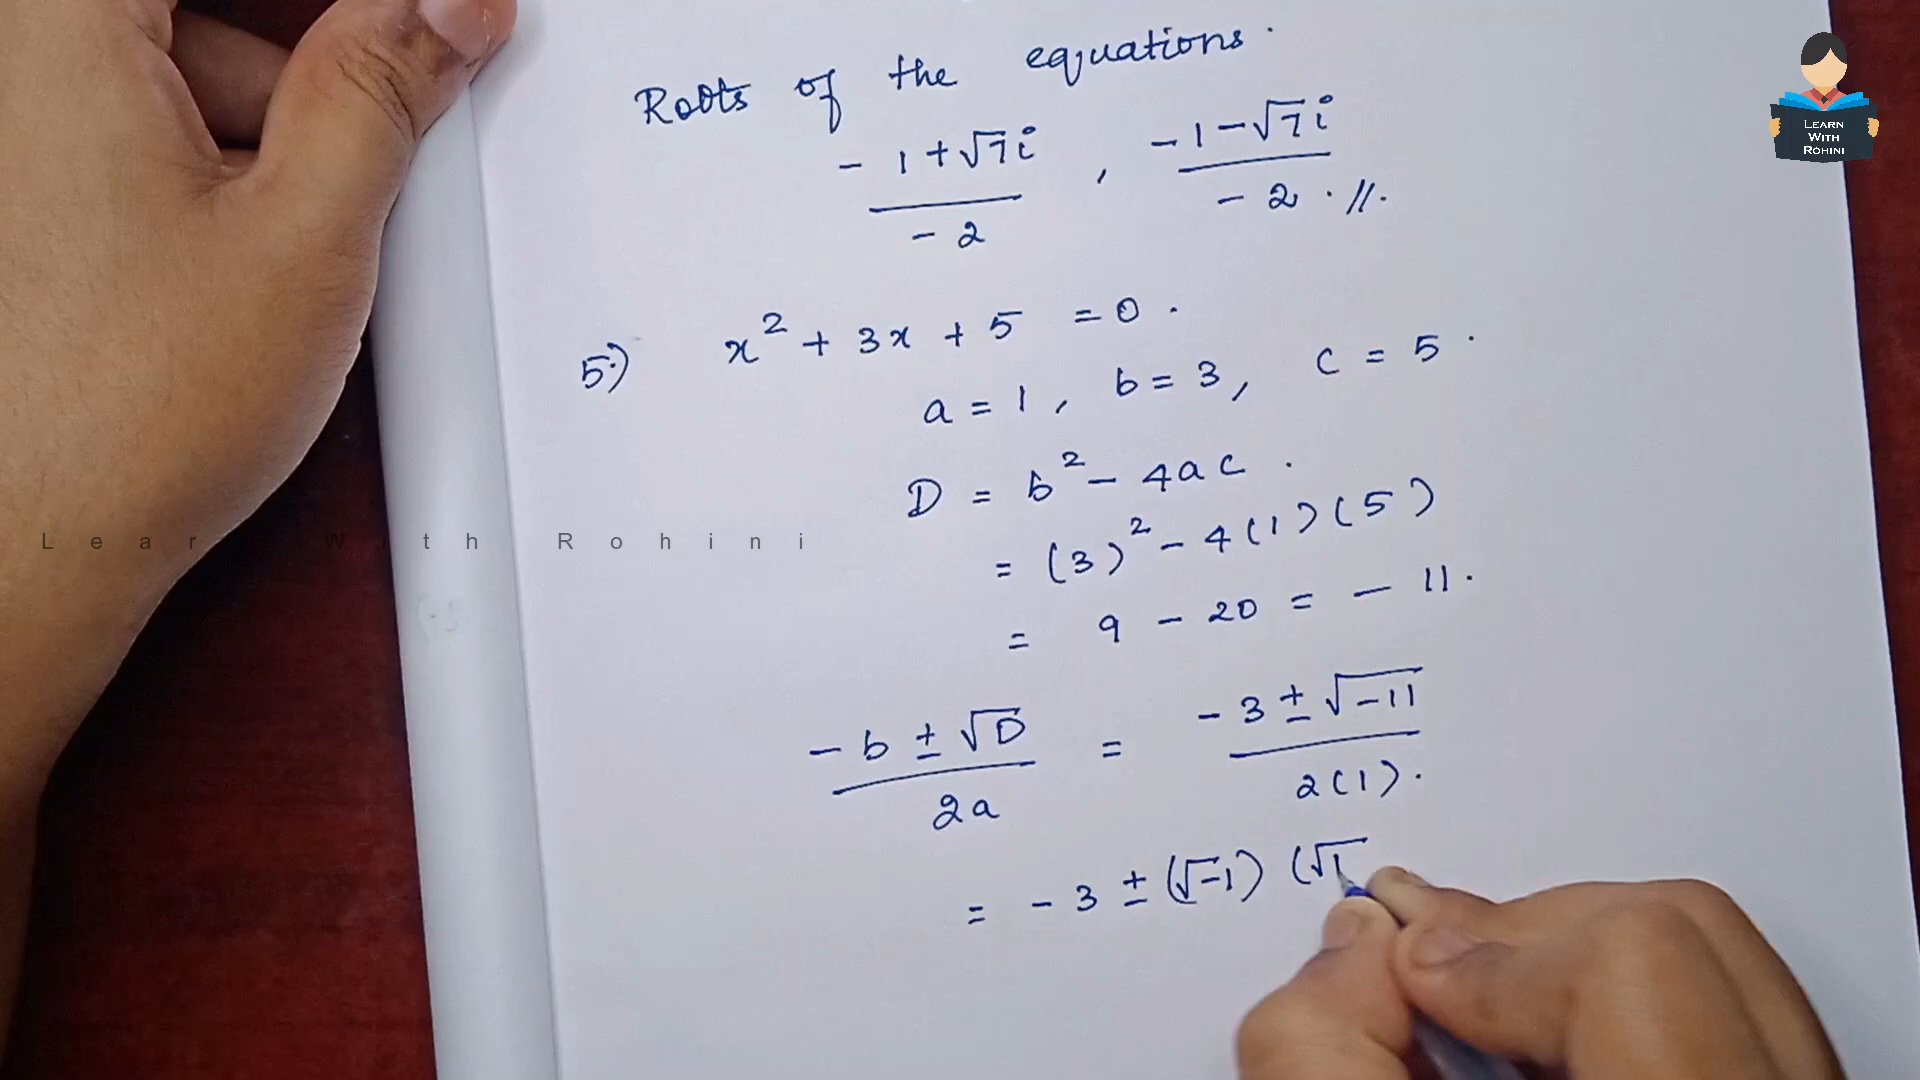 Roots of the equations.
- 1 + √7i / - 2 , - 1 - √7i / - 2 . //.
5.) x² + 3x + 5 = 0 .
a = 1 , b = 3 , c = 5 .
D = b² - 4ac .
= (3)² - 4(1)(5)
= 9 - 20 = - 11 .
- b ± √D / 2a = - 3 ± √-11 / 2(1) .
= - 3 ± (√-1) (√1
LEARN
WITH
ROHINI
Lear With Rohini